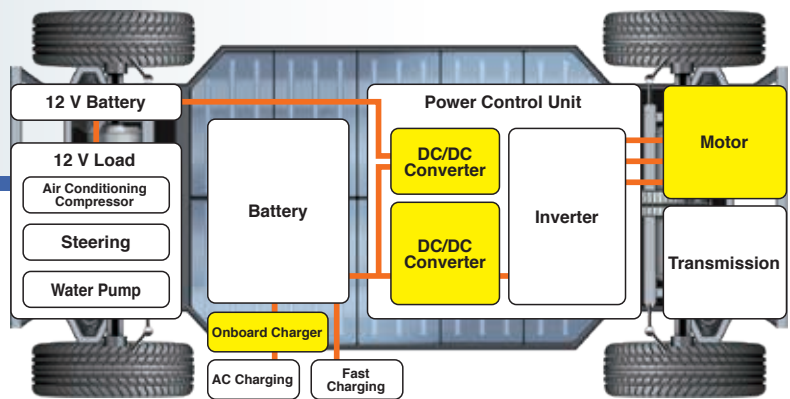 12 V Battery
12 V Load
Air Conditioning
Compressor
Steering
Water Pump
Battery
Onboard Charger
AC Charging
Fast
Charging
Power Control Unit
DC/DC
Converter
DC/DC
Converter
Inverter
Motor
Transmission